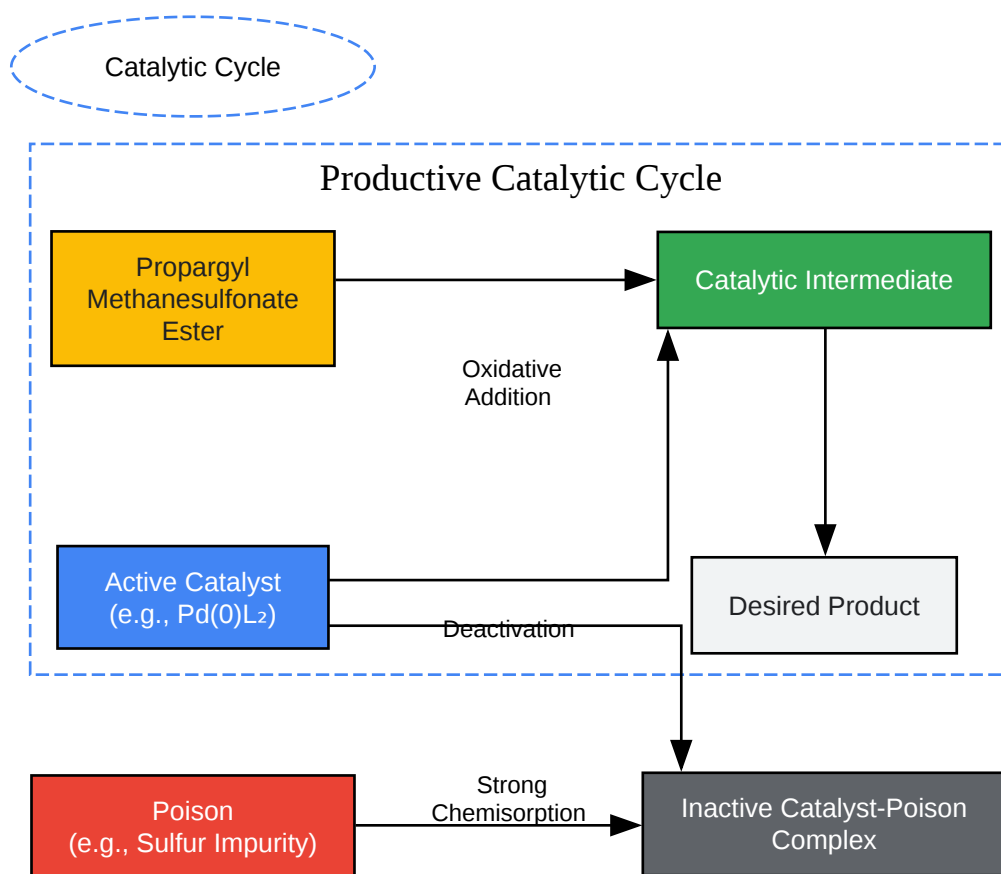 Catalytic Cycle
Productive Catalytic Cycle
Propargyl
Methanesulfonate
Ester
Catalytic Intermediate
Oxidative
Addition
Active Catalyst
(e.g., Pd(0)L₂)
Desired Product
Deactivation
Strong
Chemisorption
Poison
(e.g., Sulfur Impurity)
Inactive Catalyst-Poison
Complex